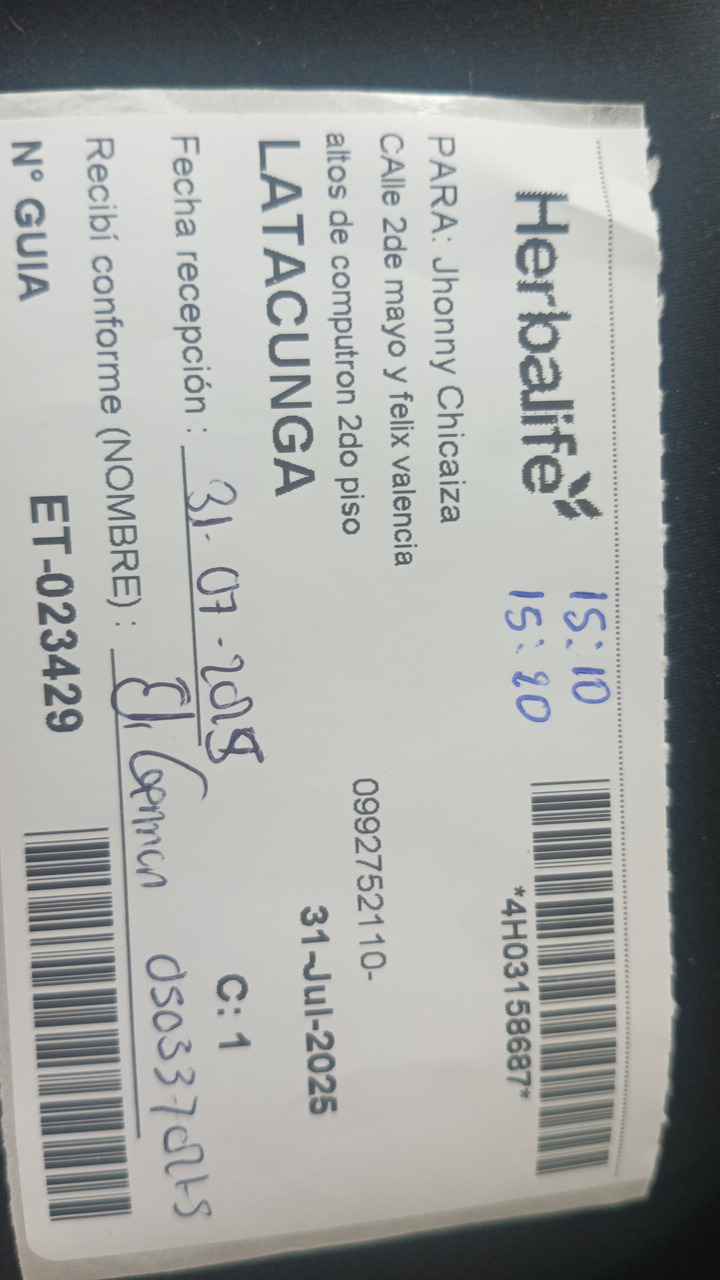 Herbalife
15:10
15:20
*4H03158687*
PARA: Jhonny Chicaiza
CAlle 2de mayo y felix valencia
0992752110-
altos de computron 2do piso
LATACUNGA
31-Jul-2025
Fecha recepción : 31-07-2025
C: 1
Recibí conforme (NOMBRE) :
N° GUIA
ET-023429